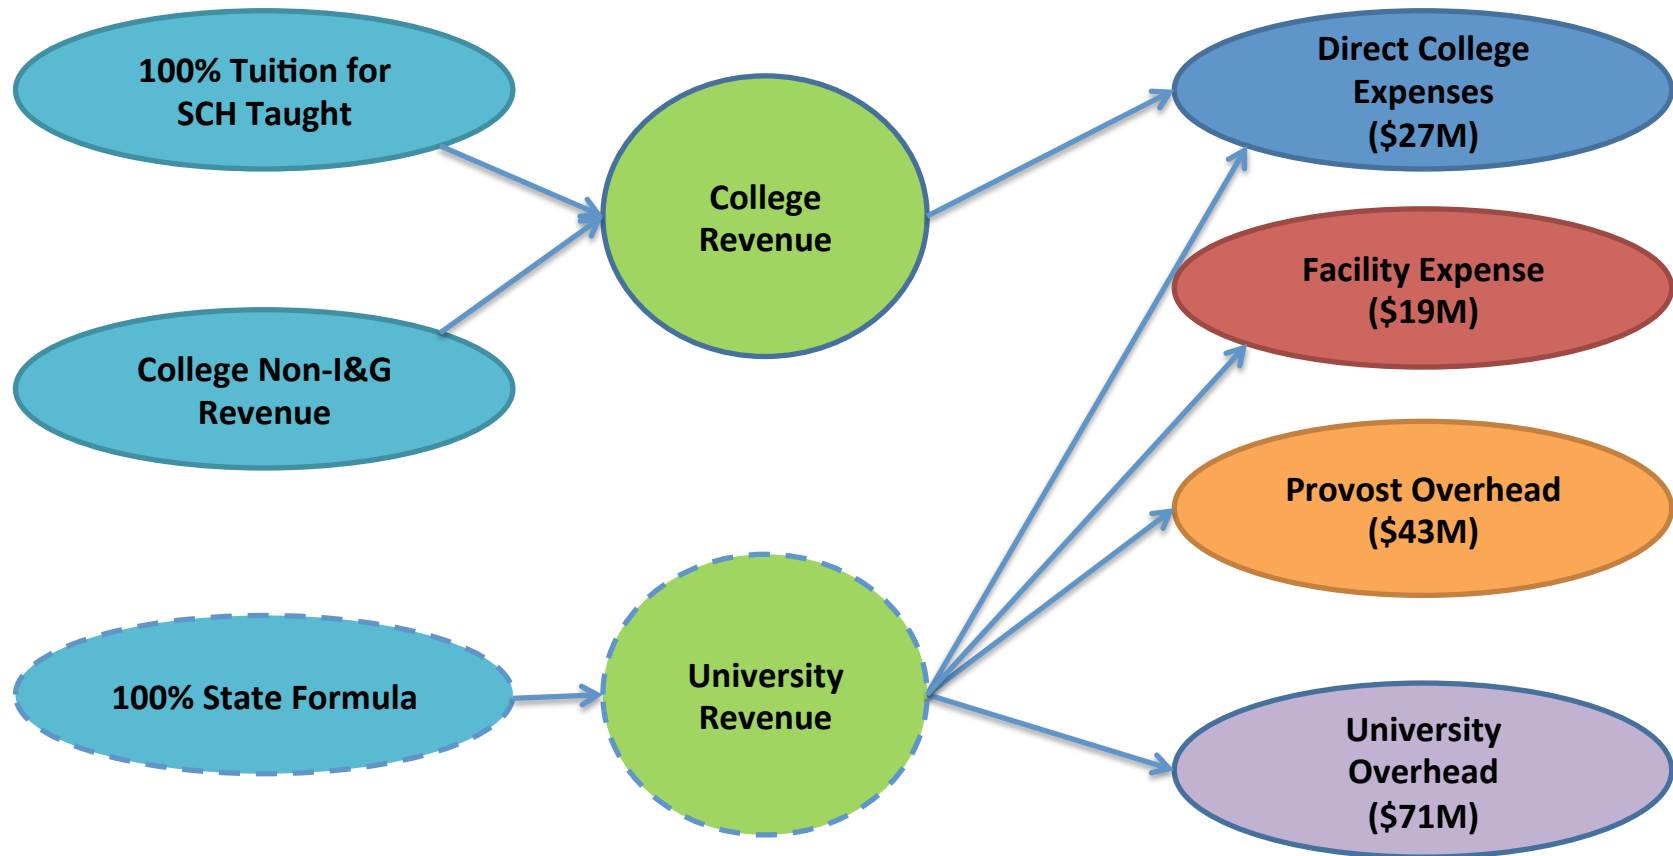 100% Tuition for
SCH Taught
College Non-I&G
Revenue
100% State Formula
College
Revenue
University
Revenue
Direct College
Expenses
($27M)
Facility Expense
($19M)
Provost Overhead
($43M)
University
Overhead
($71M)